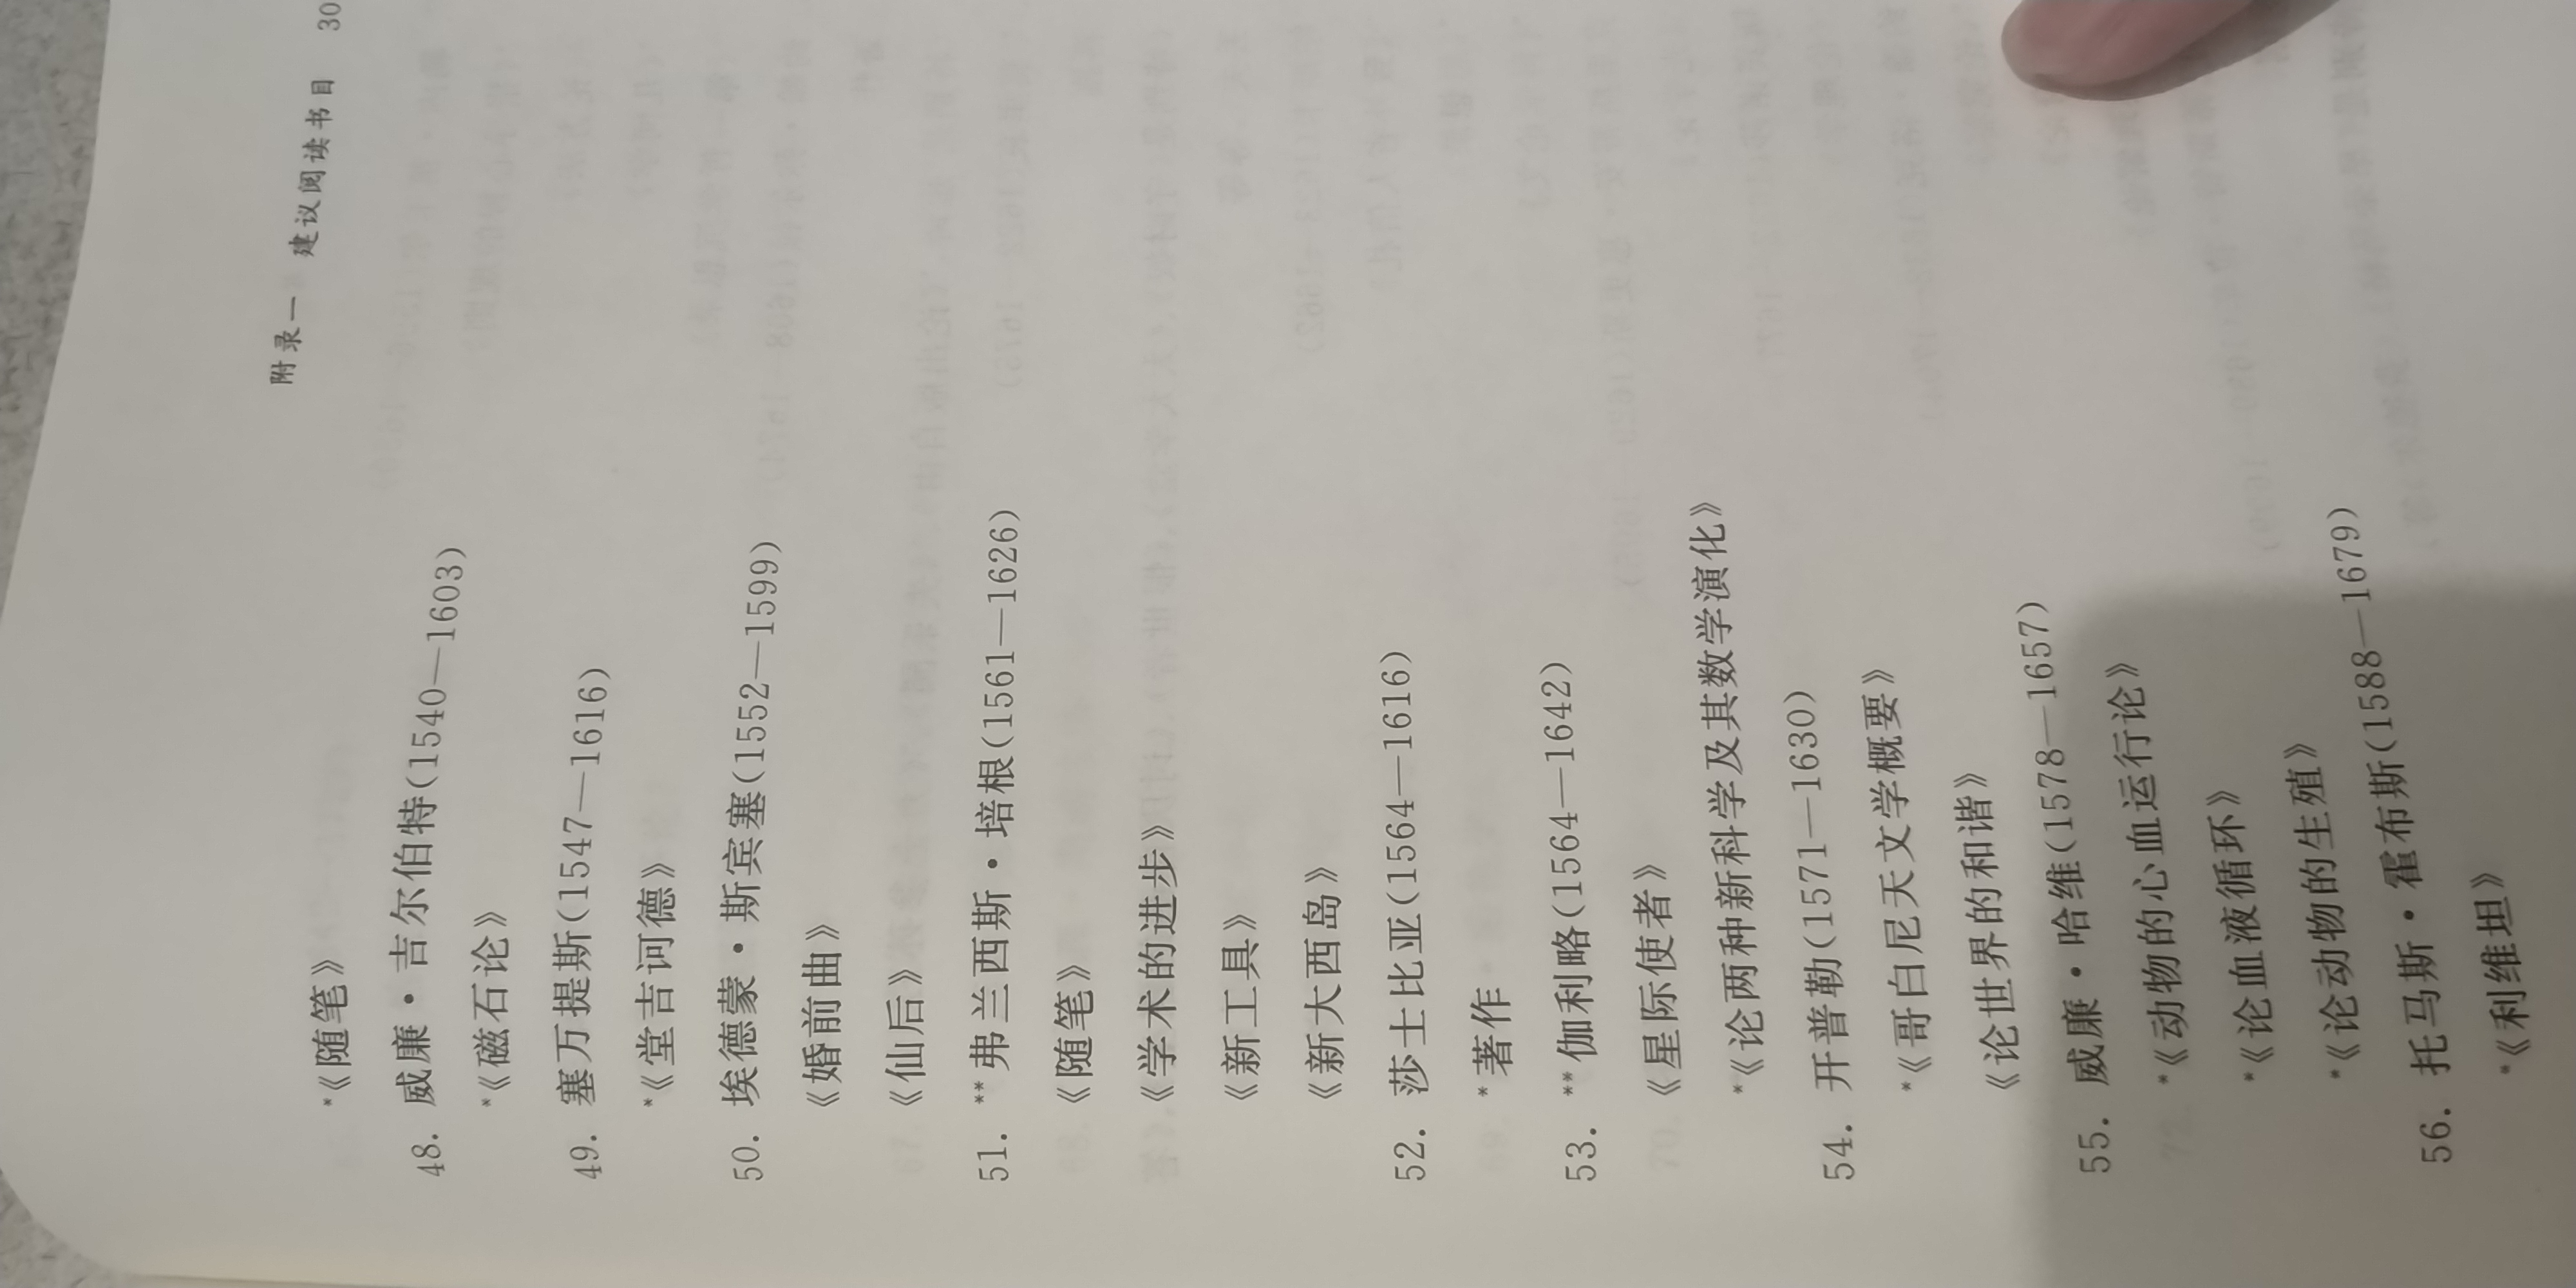 附录一 建议阅读书目 30
*《随笔》
48. 威廉·吉尔伯特(1540—1603)
*《磁石论》
49. 塞万提斯(1547—1616)
*《堂吉诃德》
50. 埃德蒙·斯宾塞(1552—1599)
《婚前曲》
《仙后》
51. **弗兰西斯·培根(1561—1626)
《随笔》
《学术的进步》
《新工具》
《新大西岛》
52. 莎士比亚(1564—1616)
*著作
53. **伽利略(1564—1642)
《星际使者》
*《论两种新科学及其数学演化》
54. 开普勒(1571—1630)
*《哥白尼天文学概要》
《论世界的和谐》
55. 威廉·哈维(1578—1657)
*《动物的心血运行论》
*《论血液循环》
*《论动物的生殖》
56. 托马斯·霍布斯(1588—1679)
*《利维坦》